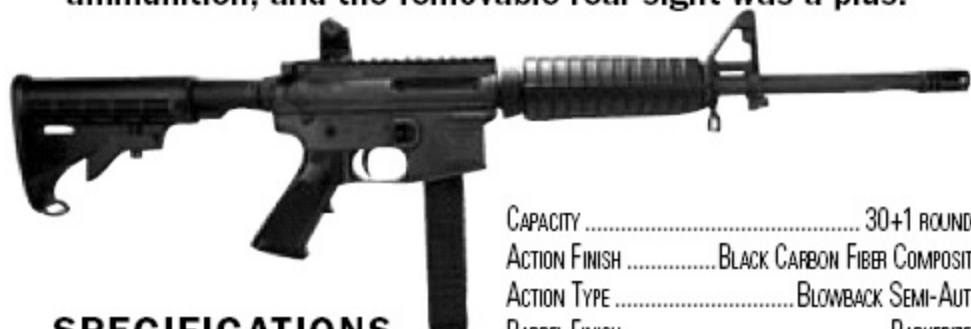 ammunition, and the removable rear sight was a plus.
CAPACITY ............................................. 30+1 ROUND
ACTION FINISH ............... BLACK CARBON FIBER COMPOSIT
ACTION TYPE .............................. BLOWBACK SEMI-AUT
SPECIFICATIONS